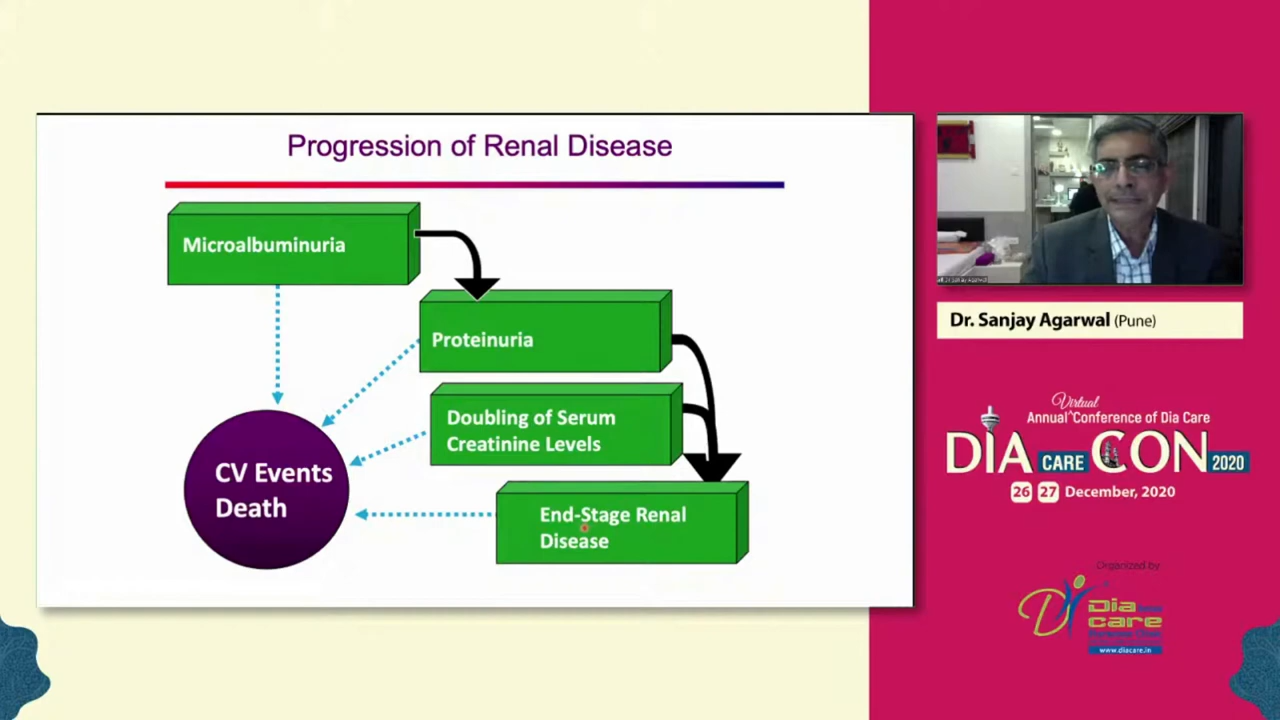 Progression of Renal Disease
Microalbuminuria
Proteinuria
Doubling of Serum
Creatinine Levels
CV Events
Death
End-Stage Renal
Disease
Dr. Sanjay Agarwal (Pune)
Virtual
Annual^Conference of Dia Care
DIA CARE CON 2020
26 27 December, 2020
Organized by
Dia
care
www.diacare.in